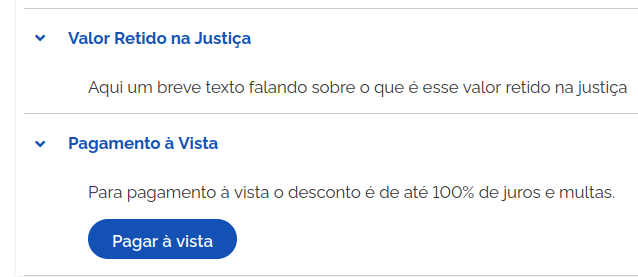 Valor Retido na Justiça
Aqui um breve texto falando sobre o que é esse valor retido na justiça
Pagamento à Vista
Para pagamento à vista o desconto é de até 100% de juros e multas.
Pagar à vista